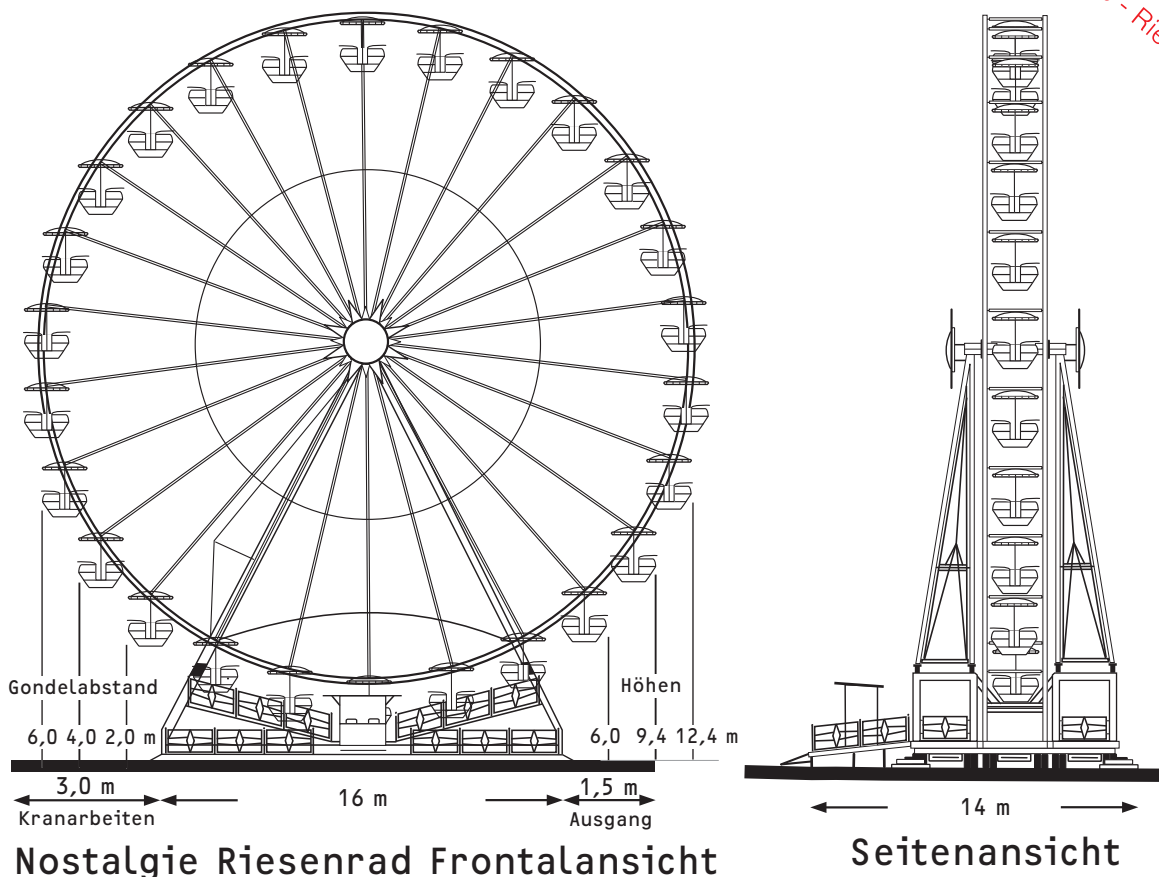 - Rie
Gondelabstand
6,0 4,0 2,0 m
Höhen
6,0 9,4 12,4 m
3,0 m
Kranarbeiten
16 m
1,5 m
Ausgang
14 m
Nostalgie Riesenrad Frontalansicht
Seitenansicht